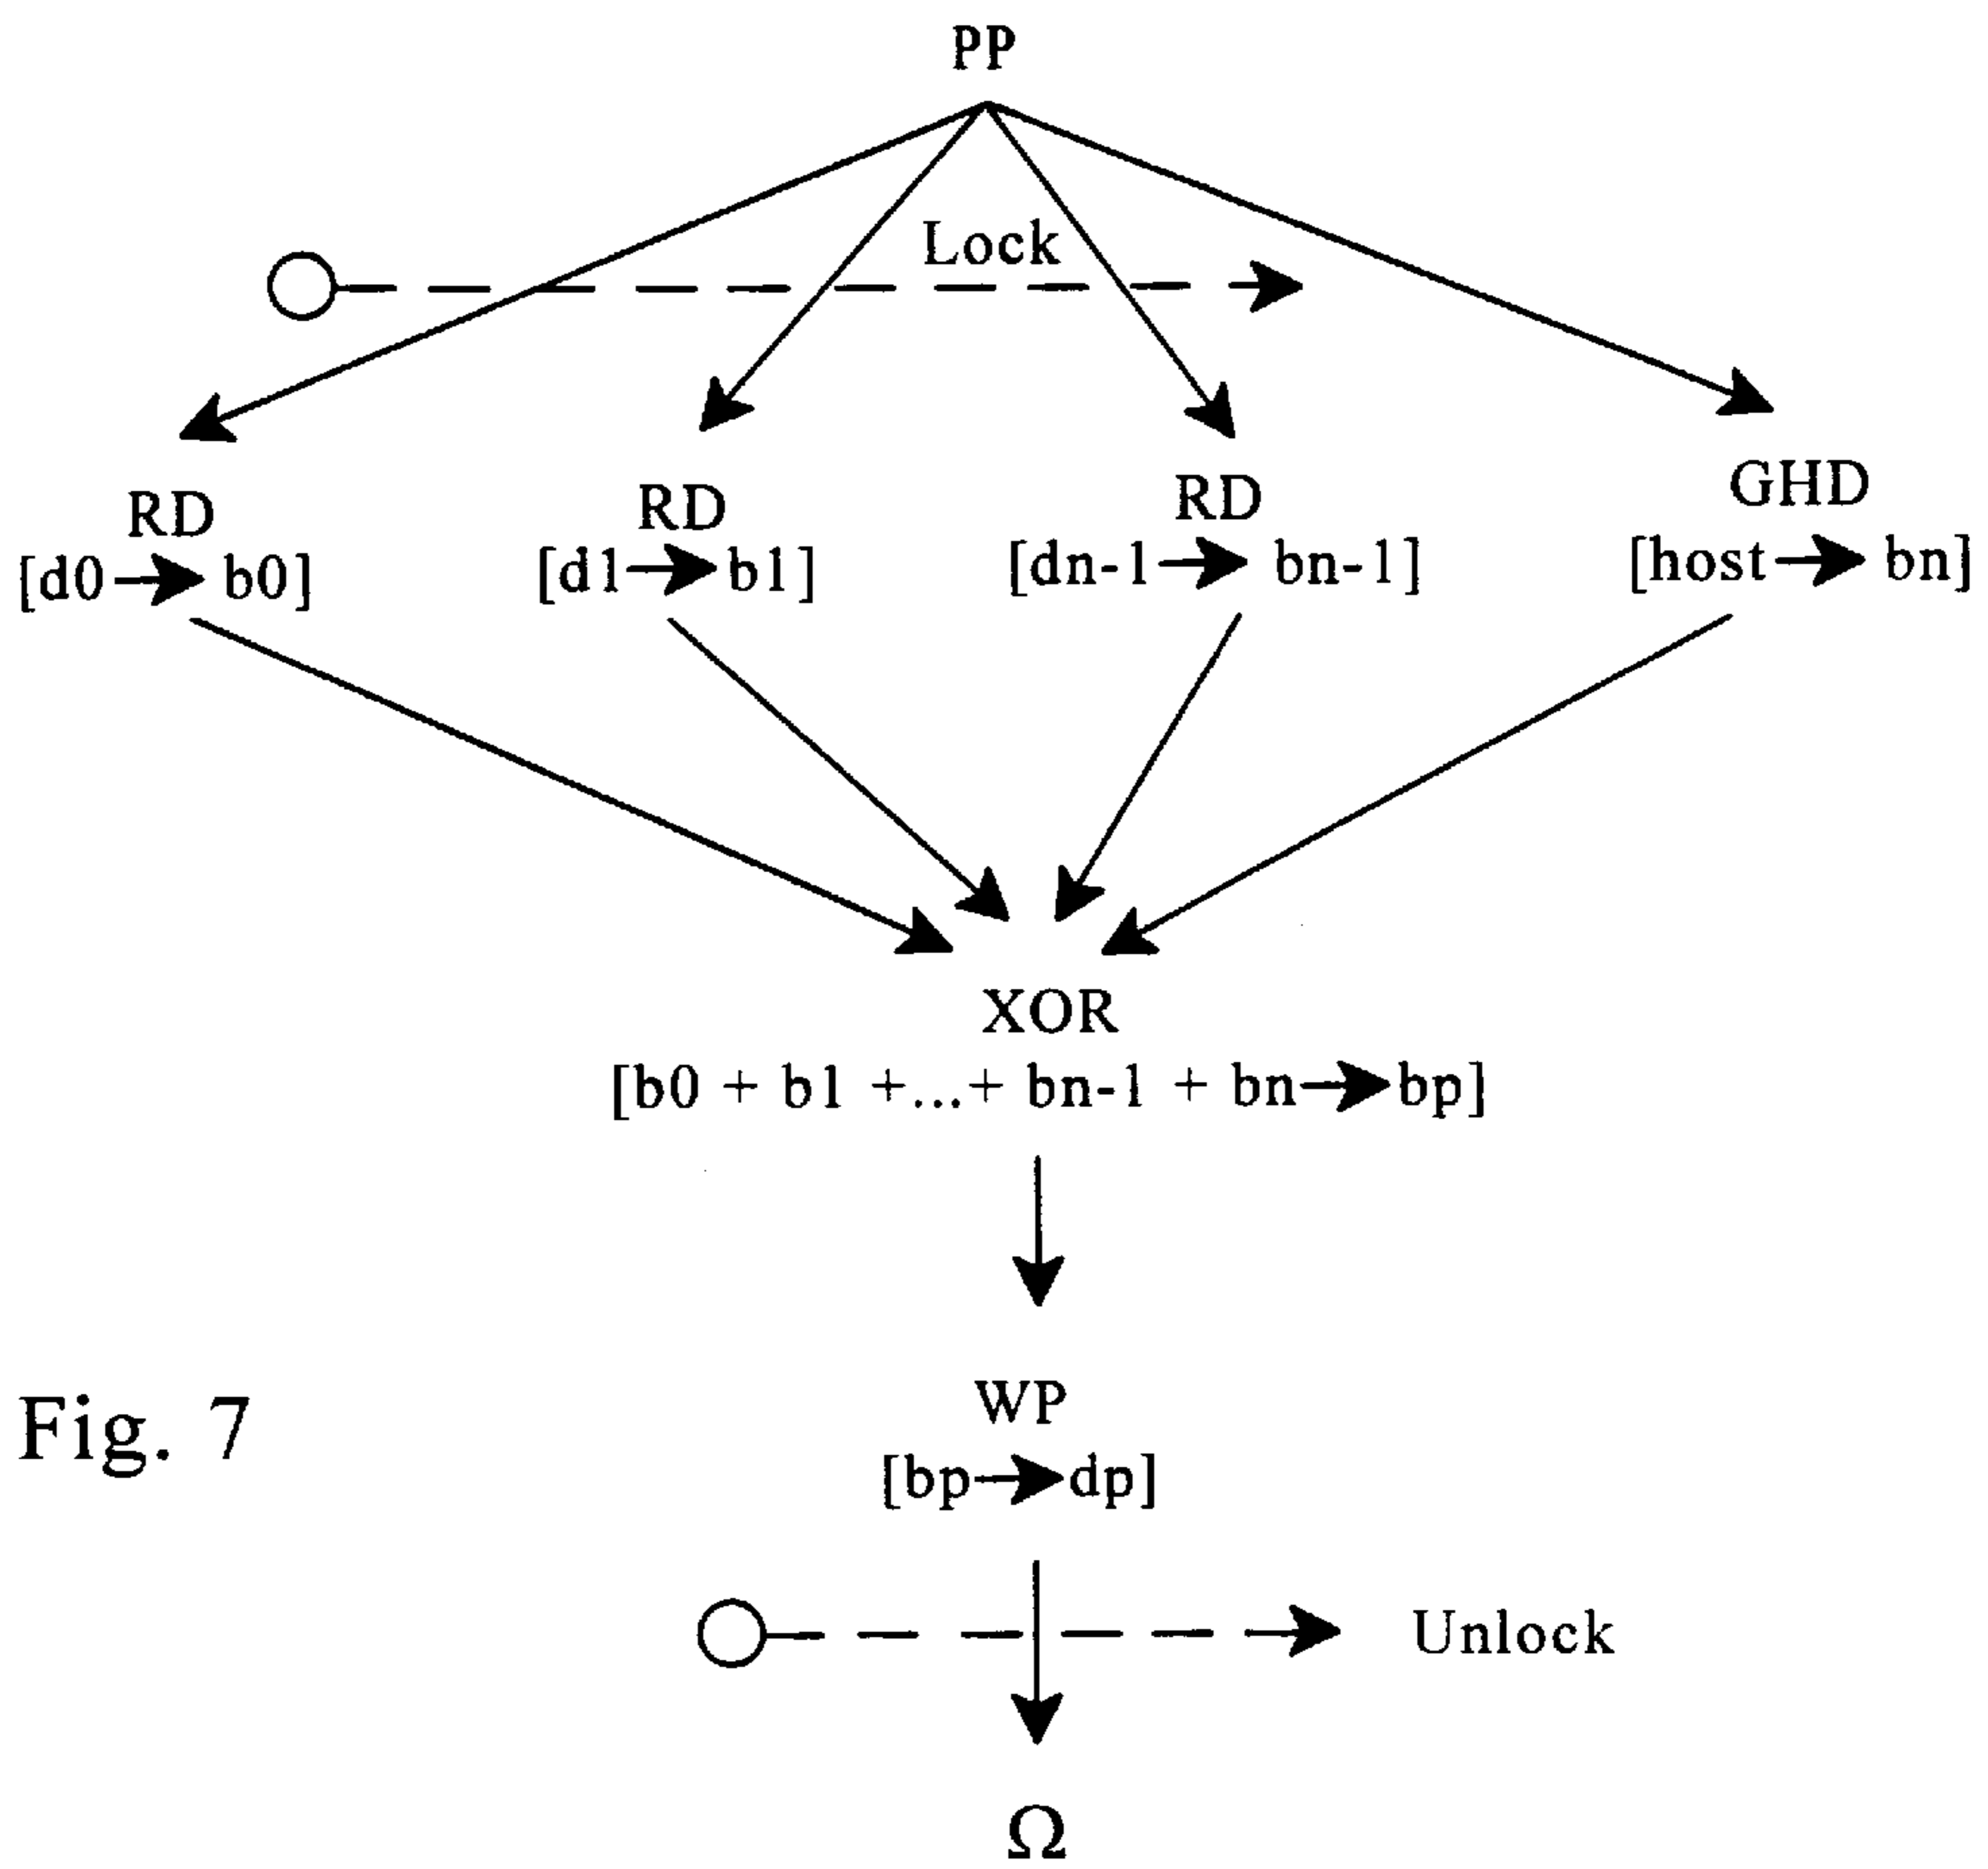 PP
Lock
RD
[d0 → b0]
RD
[d1 → b1]
RD
[dn-1 → bn-1]
GHD
[host → bn]
XOR
[b0 + b1 +...+ bn-1 + bn → bp]
WP
[bp → dp]
Fig. 7
Unlock
Ω